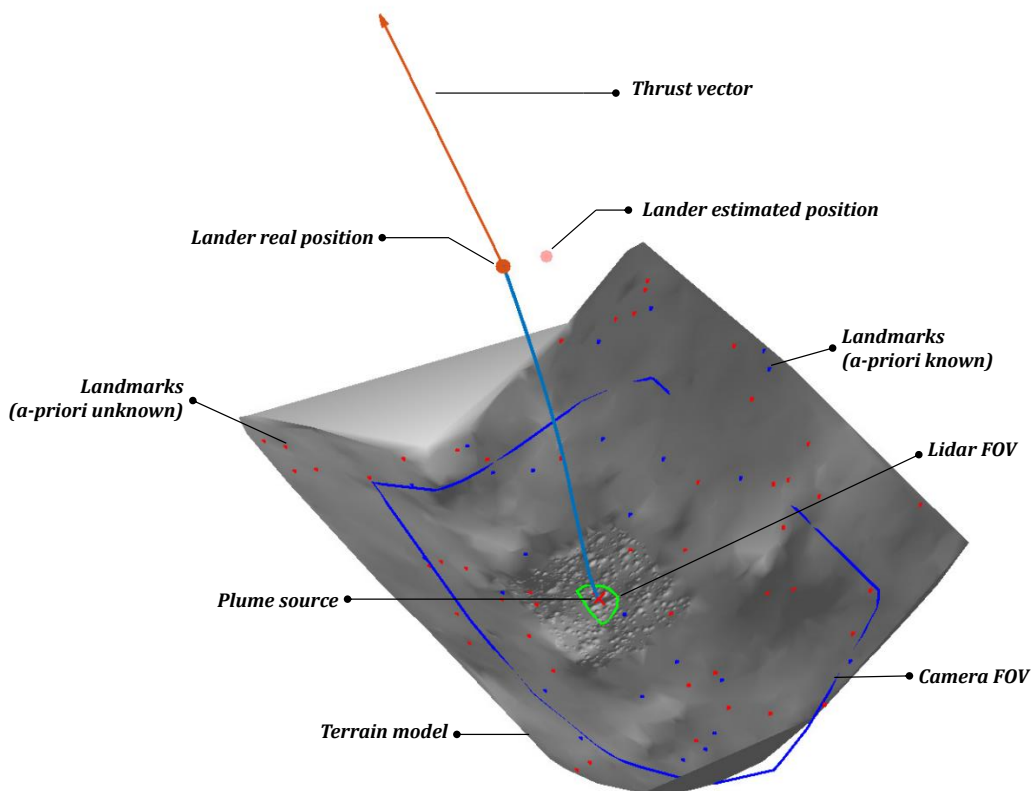 Thrust vector
Lander estimated position
Lander real position
Landmarks
(a-priori known)
Landmarks
(a-priori unknown)
Lidar FOV
Plume source
Camera FOV
Terrain model